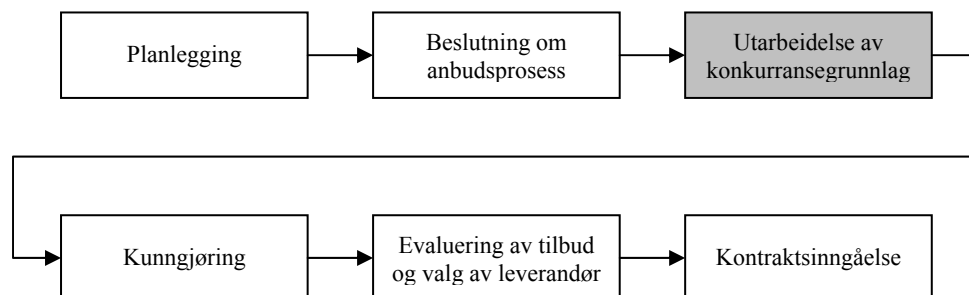 Planlegging
Beslutning om
anbudsprosess
Utarbeidelse av
konkurransegrunnlag
Kunngjøring
Evaluering av tilbud
og valg av leverandør
Kontraktsinngåelse